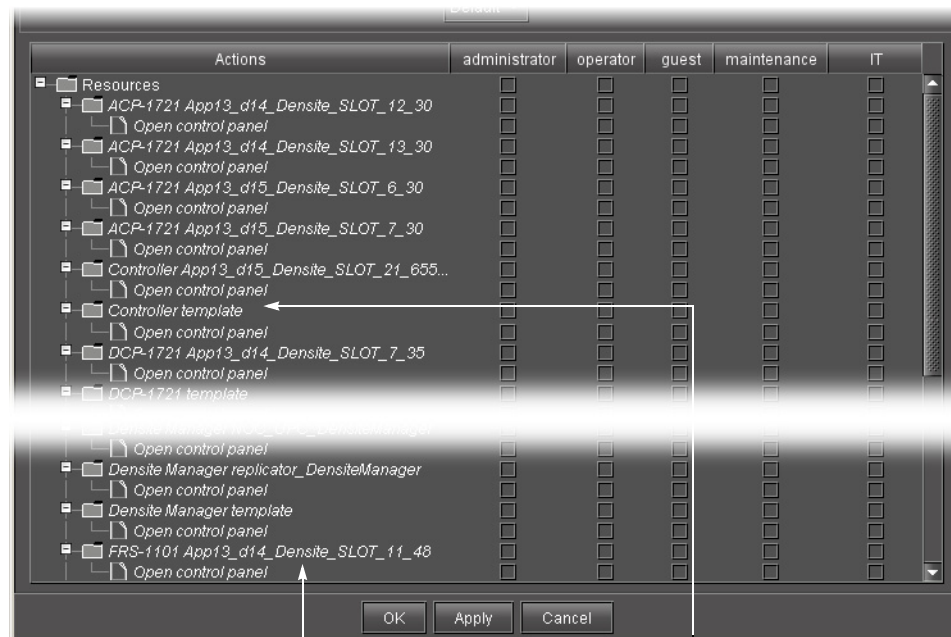 Default
Actions administrator operator guest maintenance IT
Resources
ACP-1721 App13_d14_Densite_SLOT_12_30
Open control panel
ACP-1721 App13_d14_Densite_SLOT_13_30
Open control panel
ACP-1721 App13_d15_Densite_SLOT_6_30
Open control panel
ACP-1721 App13_d15_Densite_SLOT_7_30
Open control panel
Controller App13_d15_Densite_SLOT_21_655...
Open control panel
Controller template
Open control panel
DCP-1721 App13_d14_Densite_SLOT_7_35
Open control panel
DCP-1721 template
Open control panel
Densite Manager replicator_DensiteManager
Open control panel
Densite Manager template
Open control panel
FRS-1101 App13_d14_Densite_SLOT_11_48
Open control panel
OK Apply Cancel